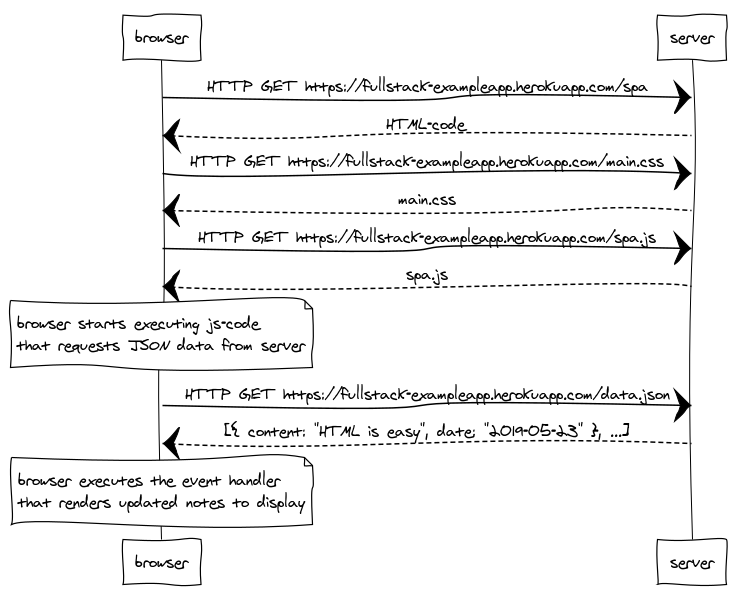 browser
server
HTTP GET https://fullstack-exampleapp.herokuapp.com/spa
HTML-code
HTTP GET https://fullstack-exampleapp.herokuapp.com/main.css
main.css
HTTP GET https://fullstack-exampleapp.herokuapp.com/spa.js
spa.js
browser starts executing js-code
that requests JSON data from server
HTTP GET https://fullstack-exampleapp.herokuapp.com/data.json
[{ content: "HTML is easy", date: "2019-05-23" }, ...]
browser executes the event handler
that renders updated notes to display
browser
server